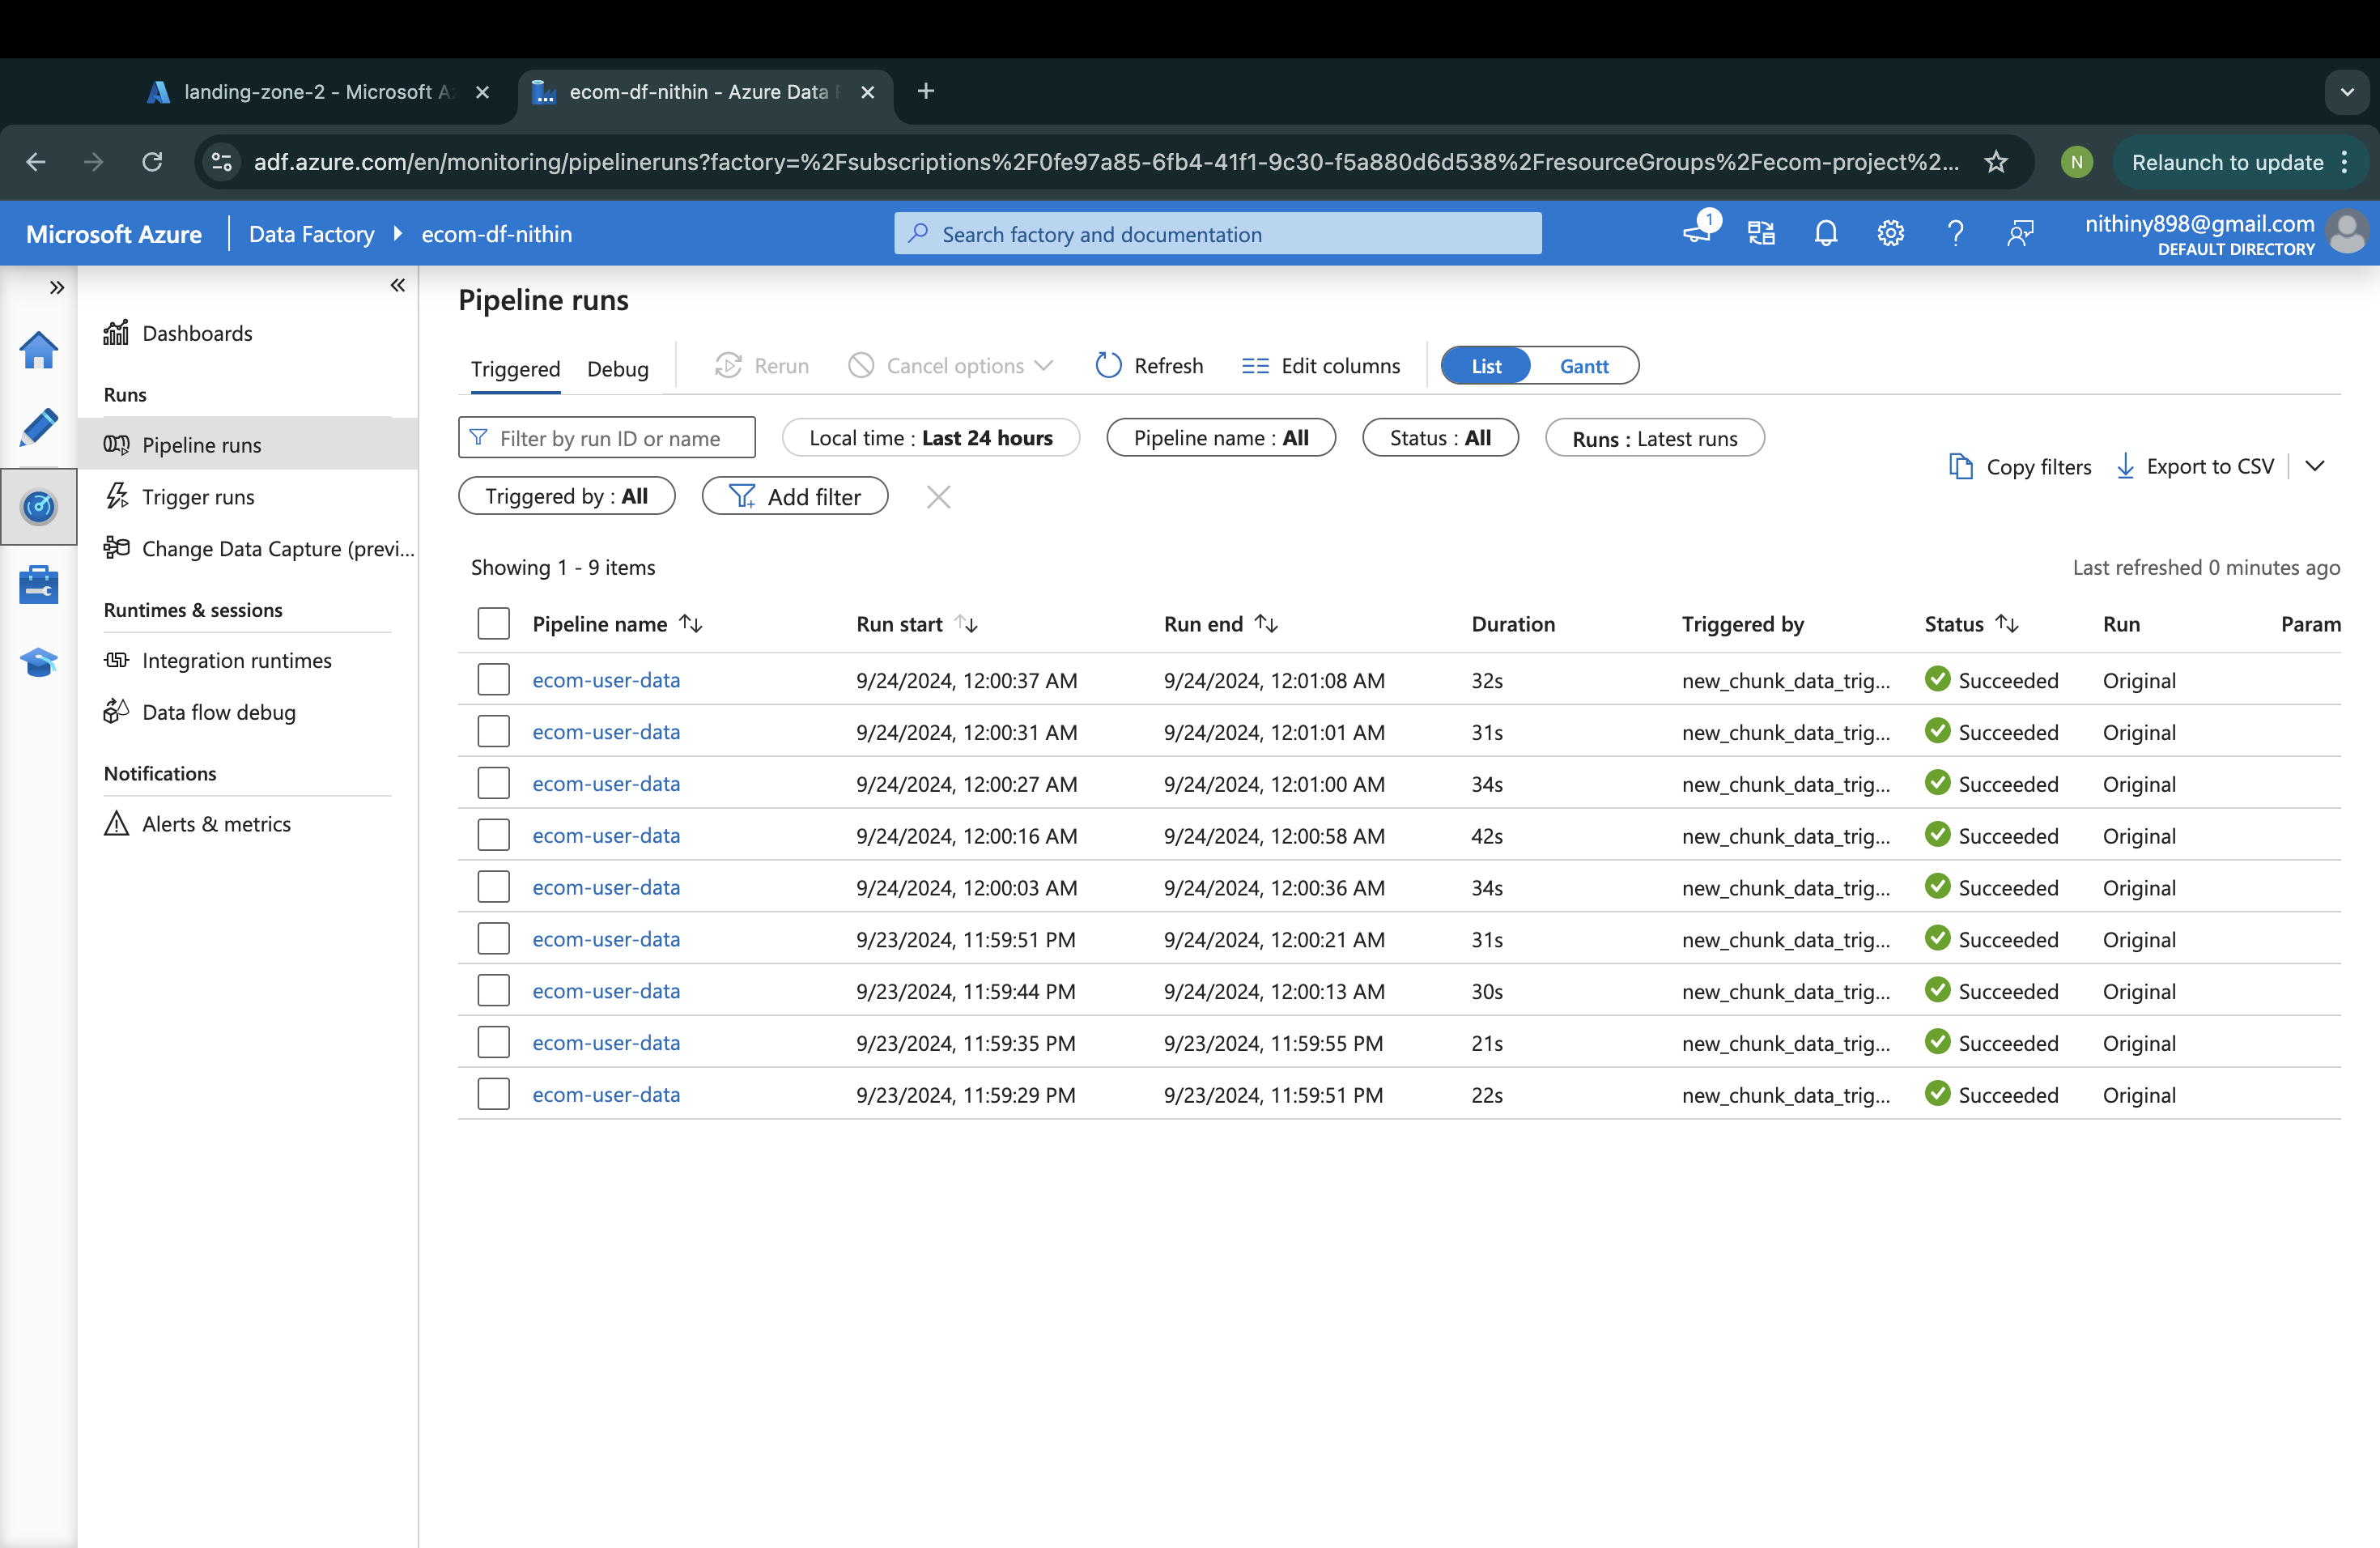 landing-zone-2 - Microsoft A
ecom-df-nithin - Azure Data
adf.azure.com/en/monitoring/pipelineruns?factory=%2Fsubscriptions%2F0fe97a85-6fb4-41f1-9c30-f5a880d6d538%2FresourceGroups%2Fecom-project%2...
N
Relaunch to update
Microsoft Azure
Data Factory
ecom-df-nithin
Search factory and documentation
1
nithiny898@gmail.com
DEFAULT DIRECTORY
Dashboards
Runs
Pipeline runs
Trigger runs
Change Data Capture (previ...
Runtimes & sessions
Integration runtimes
Data flow debug
Notifications
Alerts & metrics
Pipeline runs
Triggered Debug Rerun Cancel options Refresh Edit columns List Gantt
Filter by run ID or name Local time : Last 24 hours Pipeline name : All Status : All Runs : Latest runs
Copy filters Export to CSV
Triggered by : All Add filter
Showing 1 - 9 items Last refreshed 0 minutes ago
Pipeline name Run start Run end Duration Triggered by Status Run Param
ecom-user-data 9/24/2024, 12:00:37 AM 9/24/2024, 12:01:08 AM 32s new_chunk_data_trig... Succeeded Original
ecom-user-data 9/24/2024, 12:00:31 AM 9/24/2024, 12:01:01 AM 31s new_chunk_data_trig... Succeeded Original
ecom-user-data 9/24/2024, 12:00:27 AM 9/24/2024, 12:01:00 AM 34s new_chunk_data_trig... Succeeded Original
ecom-user-data 9/24/2024, 12:00:16 AM 9/24/2024, 12:00:58 AM 42s new_chunk_data_trig... Succeeded Original
ecom-user-data 9/24/2024, 12:00:03 AM 9/24/2024, 12:00:36 AM 34s new_chunk_data_trig... Succeeded Original
ecom-user-data 9/23/2024, 11:59:51 PM 9/24/2024, 12:00:21 AM 31s new_chunk_data_trig... Succeeded Original
ecom-user-data 9/23/2024, 11:59:44 PM 9/24/2024, 12:00:13 AM 30s new_chunk_data_trig... Succeeded Original
ecom-user-data 9/23/2024, 11:59:35 PM 9/23/2024, 11:59:55 PM 21s new_chunk_data_trig... Succeeded Original
ecom-user-data 9/23/2024, 11:59:29 PM 9/23/2024, 11:59:51 PM 22s new_chunk_data_trig... Succeeded Original